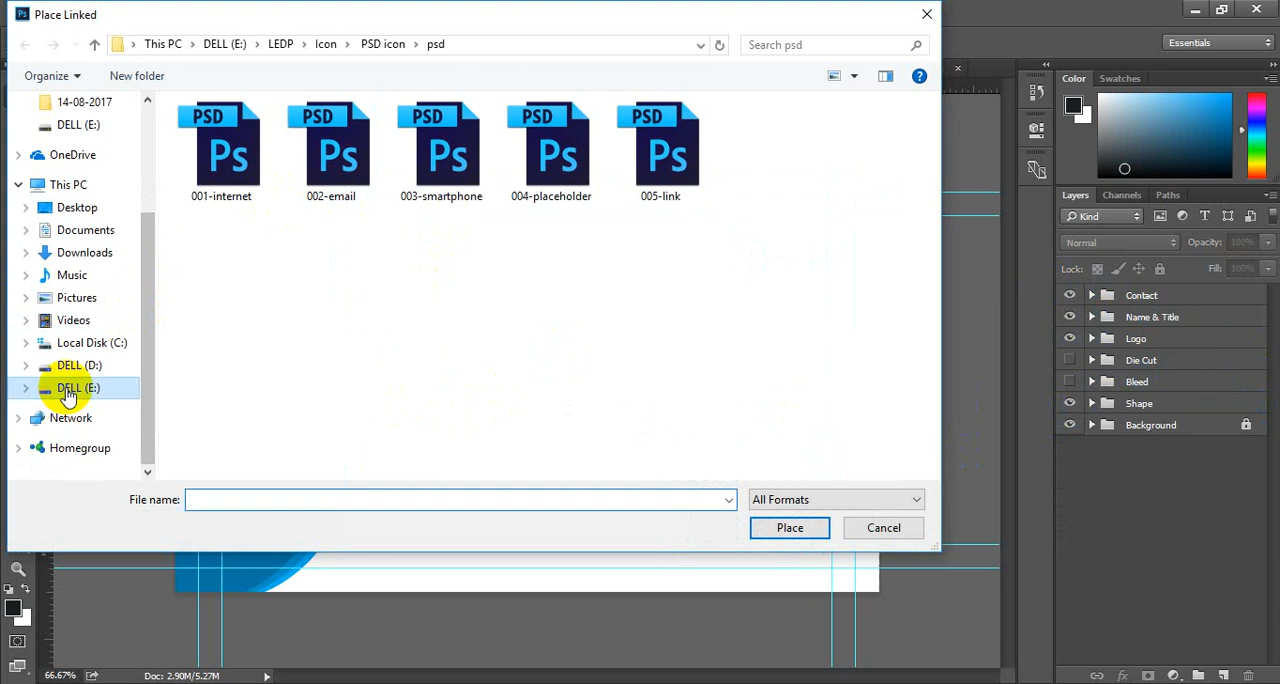 Ps Place Linked
This PC DELL (E:) LEDP Icon PSD icon psd
Search psd
Organize
New folder
14-08-2017
DELL (E:)
OneDrive
This PC
Desktop
Documents
Downloads
Music
Pictures
Videos
Local Disk (C:)
DELL (D:)
DELL (E:)
Network
Homegroup
PSD PSD PSD PSD PSD
Ps Ps Ps Ps Ps
001-internet 002-email 003-smartphone 004-placeholder 005-link
File name:
All Formats
Place
Cancel
Essentials
Color Swatches
Layers Channels Paths
Kind
Normal Opacity: 100%
Lock: Fill: 100%
Contact
Name & Title
Logo
Die Cut
Bleed
Shape
Background
66.67% Doc: 2.90M/5.27M